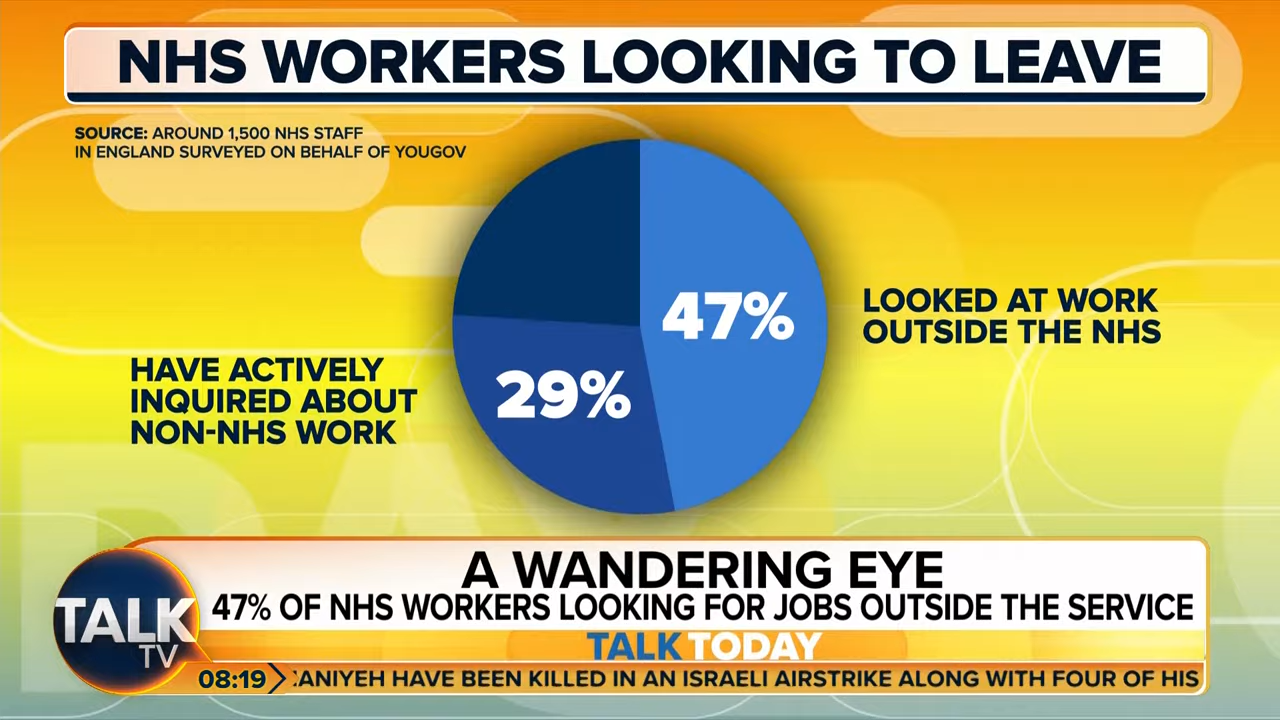 NHS WORKERS LOOKING TO LEAVE
SOURCE: AROUND 1,500 NHS STAFF
IN ENGLAND SURVEYED ON BEHALF OF YOUGOV
47%
LOOKED AT WORK
OUTSIDE THE NHS
29%
HAVE ACTIVELY
INQUIRED ABOUT
NON-NHS WORK
A WANDERING EYE
47% OF NHS WORKERS LOOKING FOR JOBS OUTSIDE THE SERVICE
TALK
TV
TALK TODAY
08:19
ANIYEH HAVE BEEN KILLED IN AN ISRAELI AIRSTRIKE ALONG WITH FOUR OF HIS